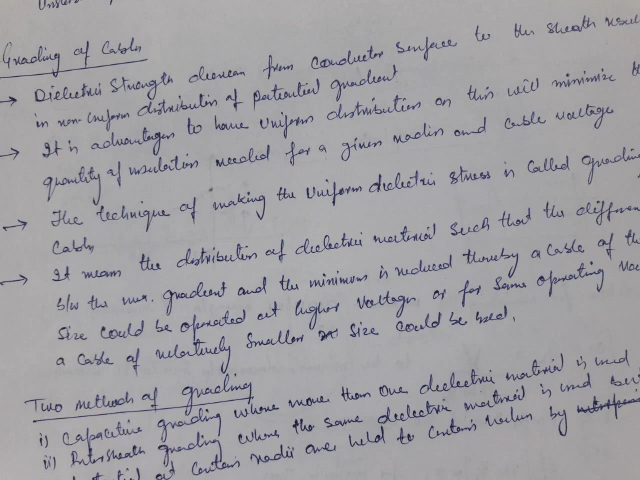 Grading of Cables
→ Dielectric Strength decreases from conductor surface to the sheath
in non-uniform distribution of potential gradient
→ It is advantages to have Uniform distribution as this will minimize
quantity of insulation needed for a given radius and cable voltage
→ The technique of making the Uniform dielectric stress is called grading
Cables
→ It means the distribution of dielectric material such that the
b/w the max. gradient and the minimum is reduced thereby a cable of the
size could be operated at higher voltage or for same operating
a cable of relatively smaller size could be used.
Two methods of grading
i) Capacitive grading where more than one dielectric material is used
ii) Intersheath grading where the same dielectric material is used
at certain radii are held to certain values by